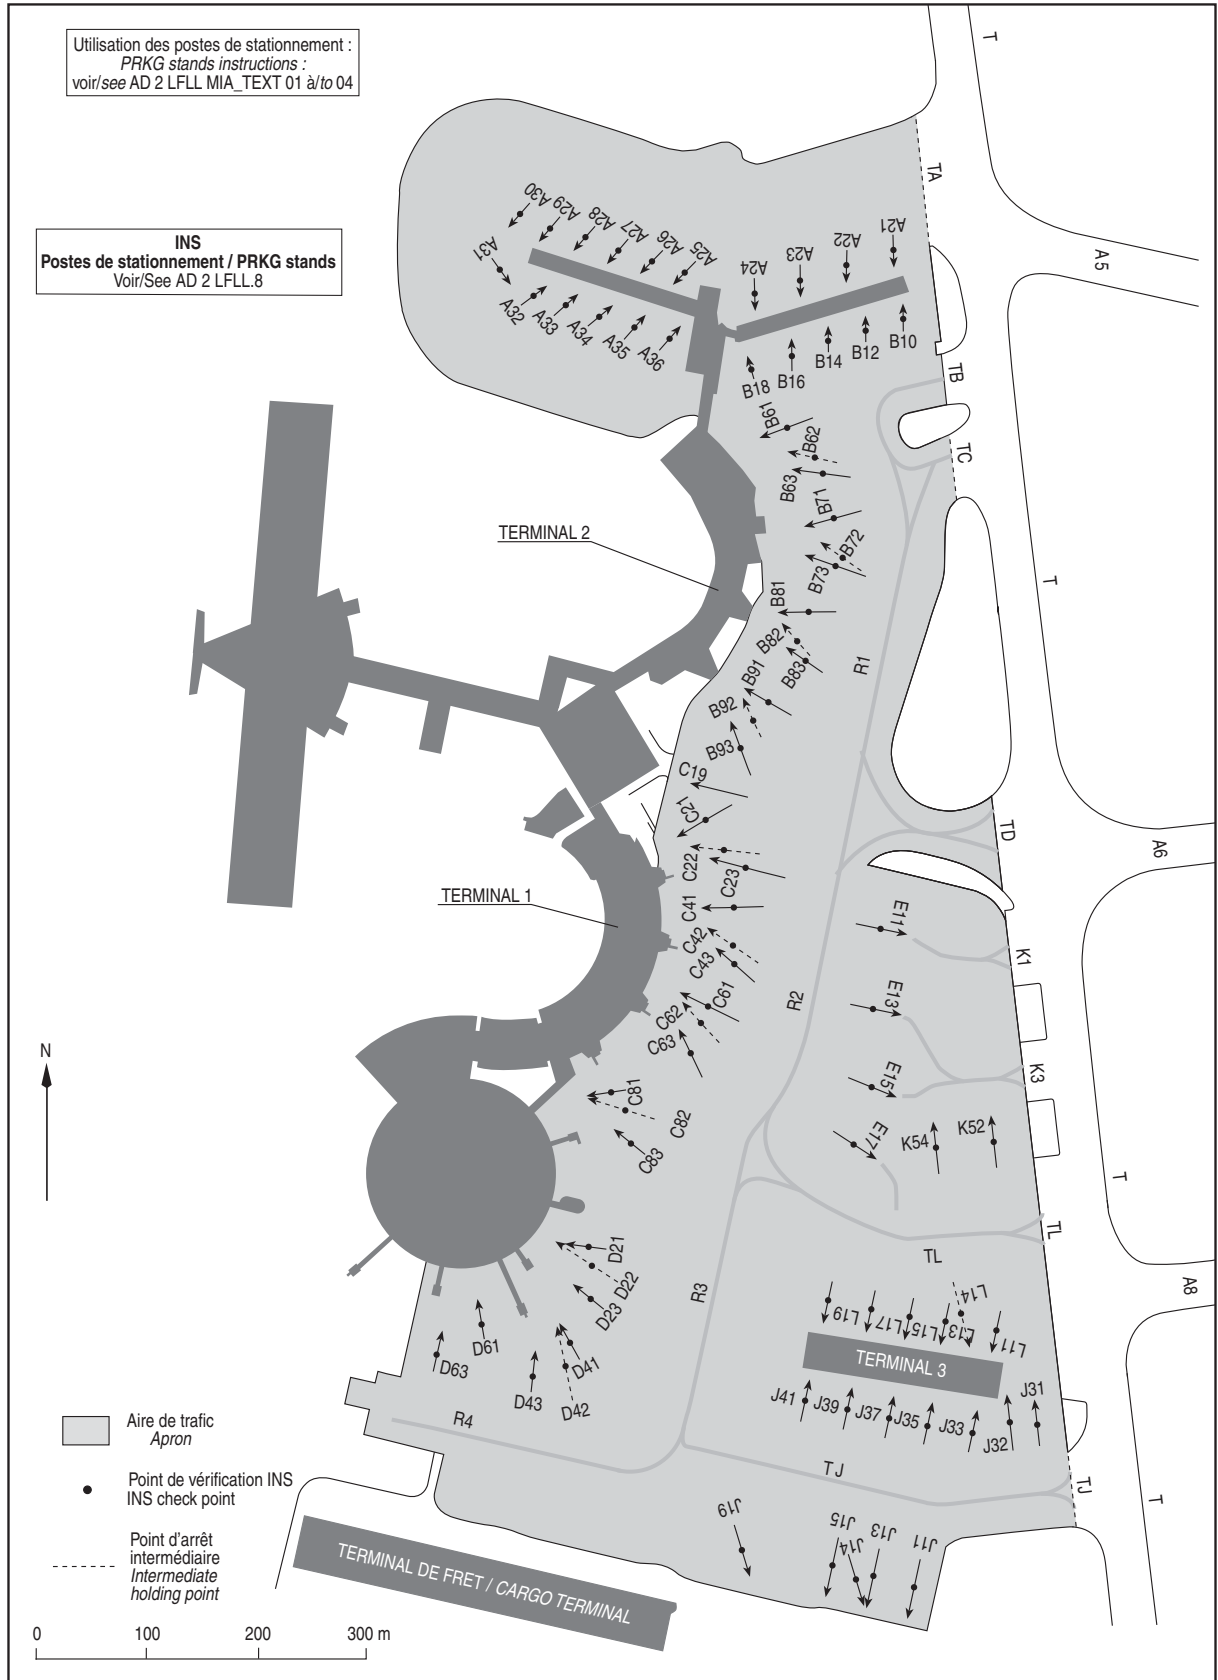 Utilisation des postes de stationnement :
PRKG stands instructions :
voir/see AD 2 LFLL MIA_TEXT 01 à/to 04
INS
Postes de stationnement / PRKG stands
Voir/See AD 2 LFLL.8
T
TA
A5
A30
A29
A28
A27
A26
A25
A24
A23
A22
A21
A31
A32
A33
A34
A35
A36
B18
B16
B14
B12
B10
TB
TC
B61
B62
B63
B71
B72
B73
TERMINAL 2
T
B81
B82
B83
B91
B92
B93
R1
C19
C21
C22
C23
TD
A6
TERMINAL 1
C41
C42
C43
E11
K1
C61
C62
C63
R2
E13
K3
N
C81
C82
C83
E15
E17
K54
K52
T
TL
TL
A8
D21
D22
D23
R3
L19
L17
L15
L13
L14
L11
D61
D63
D41
D43
D42
TERMINAL 3
J41
J39
J37
J35
J33
J32
J31
R4
TJ
TJ
T
J19
J15
J14
J13
J11
Aire de trafic
Apron
Point de vérification INS
INS check point
Point d'arrêt
intermédiaire
Intermediate
holding point
TERMINAL DE FRET / CARGO TERMINAL
0 100 200 300 m